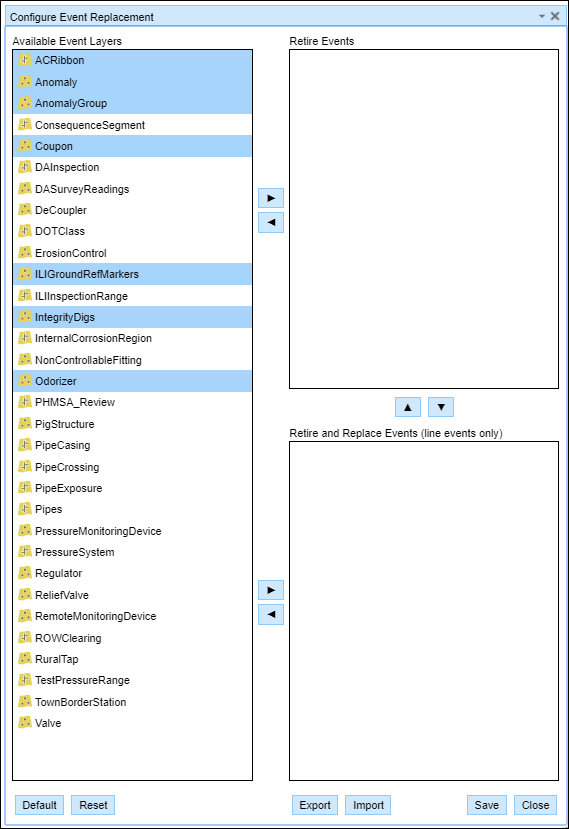 Configure Event Replacement
Available Event Layers
ACRibbon
Anomaly
AnomalyGroup
ConsequenceSegment
Coupon
DAInspection
DASurveyReadings
DeCoupler
DOTClass
ErosionControl
ILIGroundRefMarkers
ILIInspectionRange
IntegrityDigs
InternalCorrosionRegion
NonControllableFitting
Odorizer
PHMSA_Review
PigStructure
PipeCasing
PipeCrossing
PipeExposure
Pipes
PressureMonitoringDevice
PressureSystem
Regulator
ReliefValve
RemoteMonitoringDevice
ROWClearing
RuralTap
TestPressureRange
TownBorderStation
Valve
Retire Events
Retire and Replace Events (line events only)
Default Reset Export Import Save Close